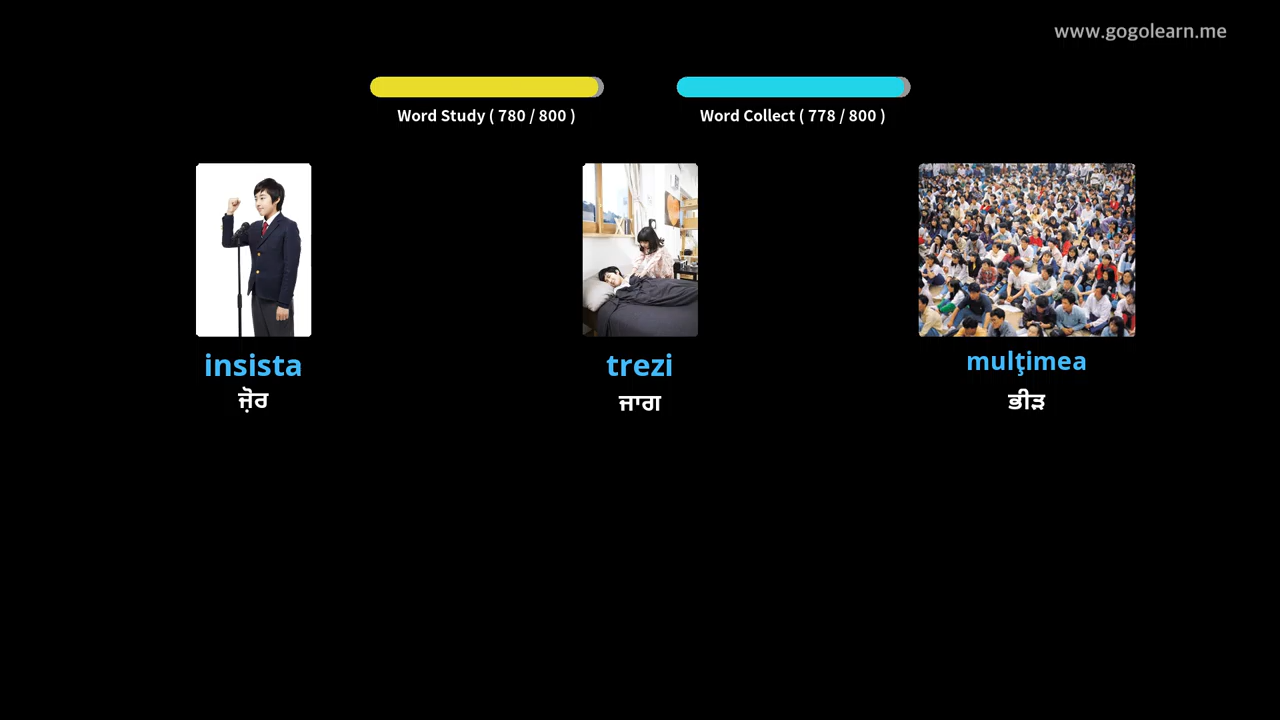 www.gogolearn.me
Word Study ( 780 / 800 )
Word Collect ( 778 / 800 )
insista
trezi
mulţimea
ਜ਼ੋਰ
ਜਾਗ
ਭੀੜ